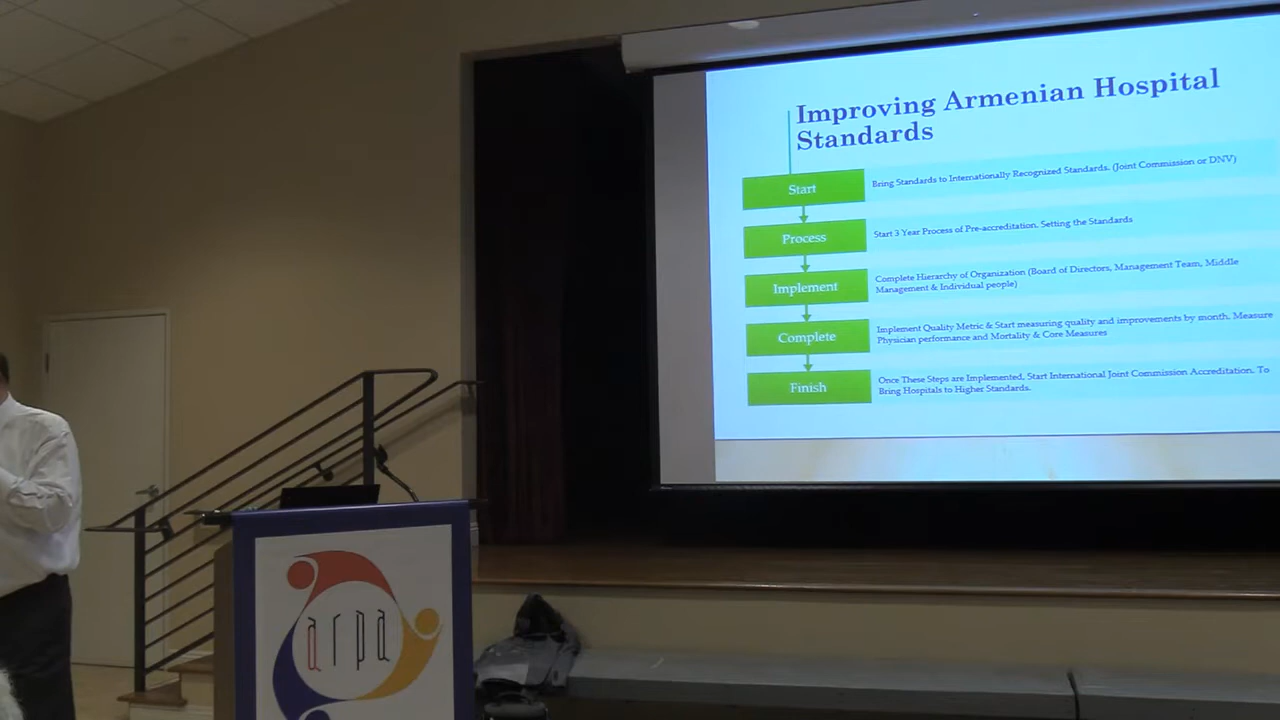 Improving Armenian Hospital
Standards
Start
Bring Standards to Internationally Recognized Standards. (Joint Commission or DNV)
Process
Start 3 Year Process of Pre-accreditation. Setting the Standards
Implement
Complete Hierarchy of Organization (Board of Directors, Management Team, Middle
Management & Individual people)
Complete
Implement Quality Metric & Start measuring quality and improvements by month. Measure
Physician performance and Mortality & Core Measures
Finish
Once These Steps are Implemented, Start International Joint Commission Accreditation. To
Bring Hospitals to Higher Standards.
arpa